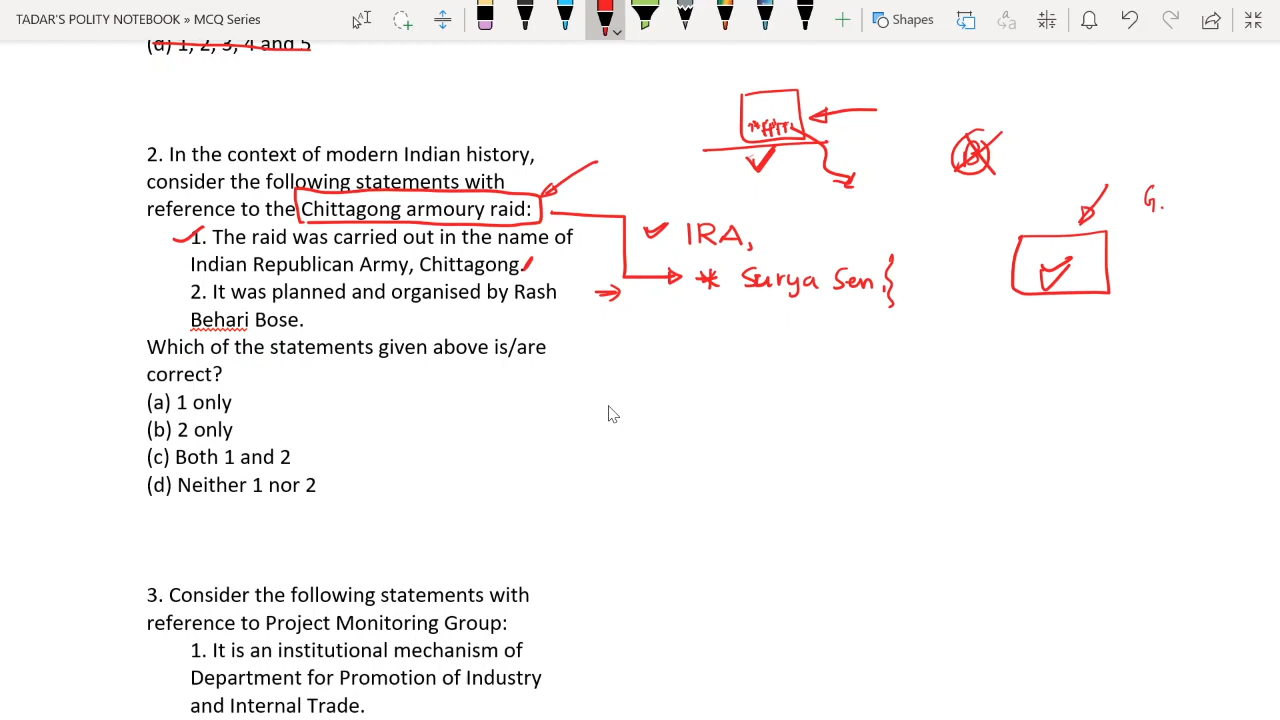 TADAR'S POLITY NOTEBOOK » MCQ Series
Shapes
(d) 1, 2, 3, 4 and 5
2. In the context of modern Indian history,
consider the following statements with
reference to the Chittagong armoury raid:
1. The raid was carried out in the name of
Indian Republican Army, Chittagong.
2. It was planned and organised by Rash
Behari Bose.
IRA,
* Surya Sen.
G.
Which of the statements given above is/are
correct?
(a) 1 only
(b) 2 only
(c) Both 1 and 2
(d) Neither 1 nor 2
3. Consider the following statements with
reference to Project Monitoring Group:
1. It is an institutional mechanism of
Department for Promotion of Industry
and Internal Trade.